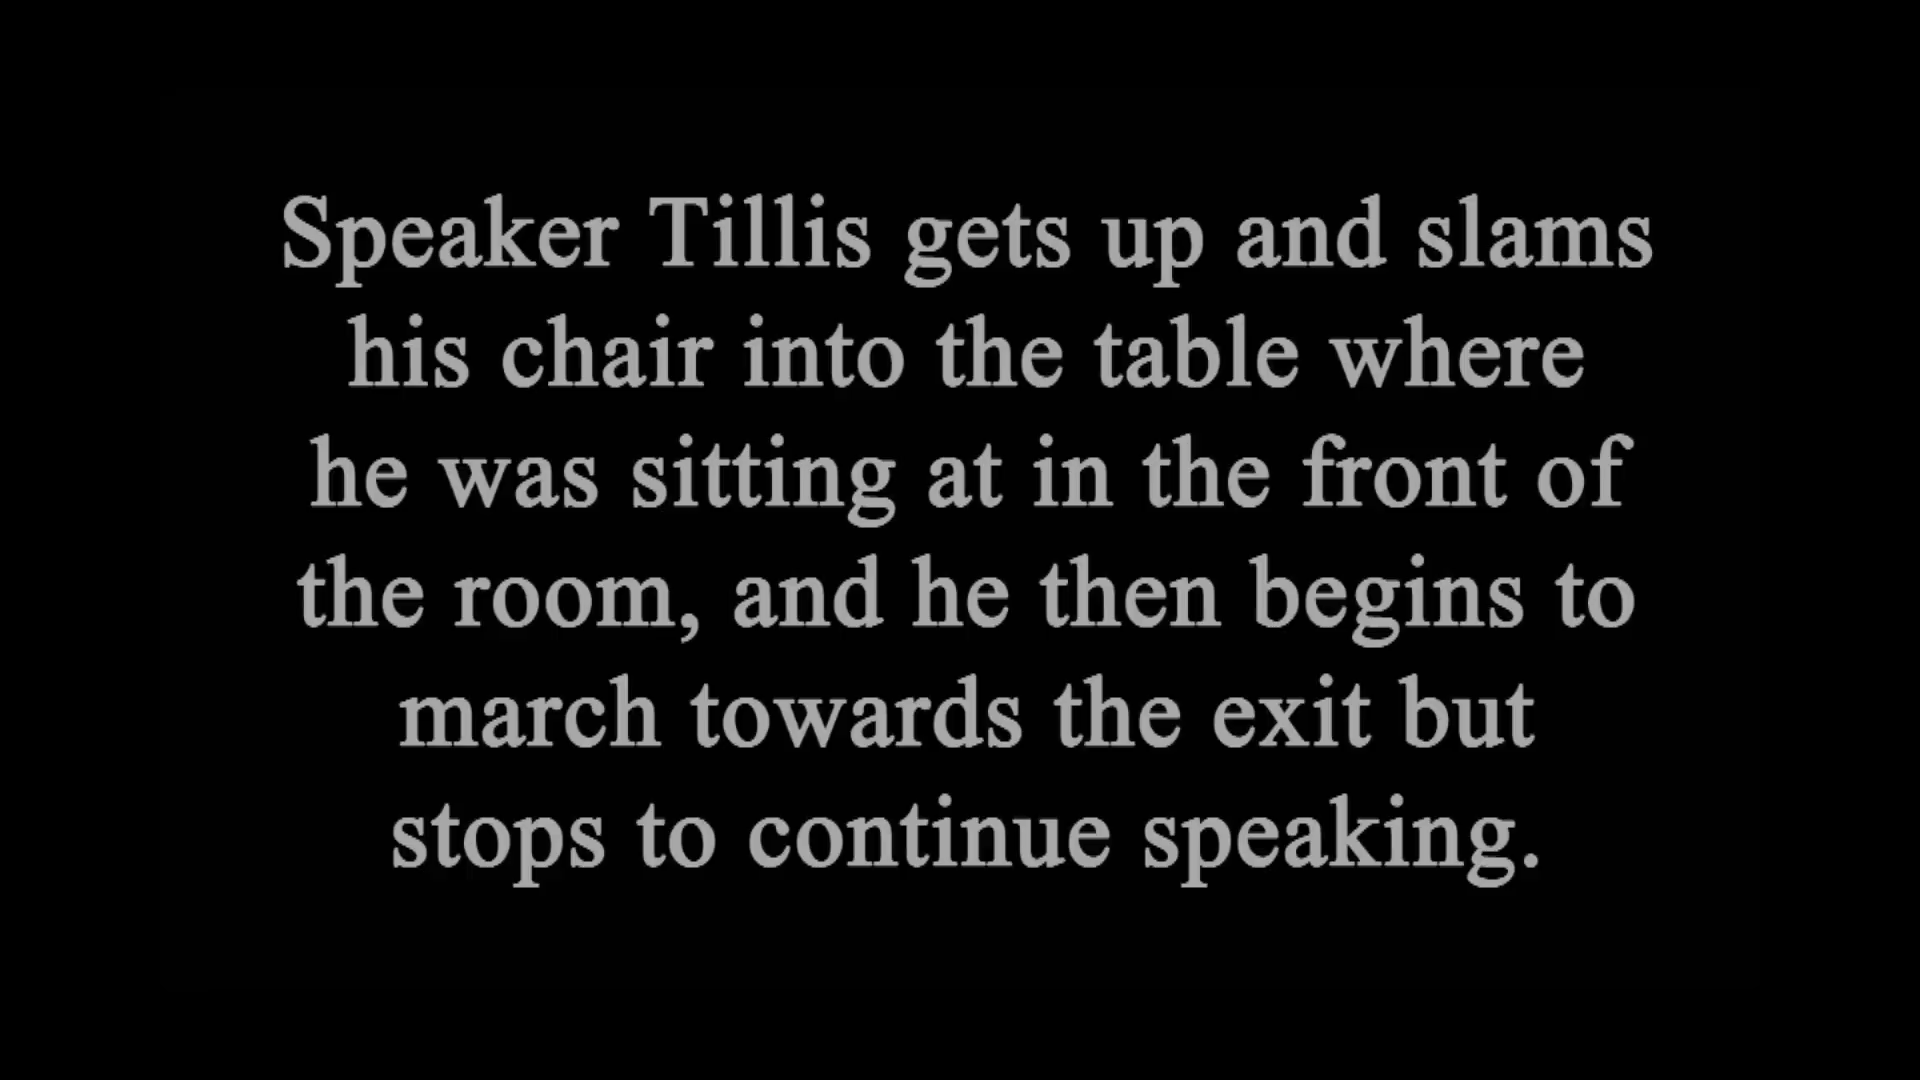 Speaker Tillis gets up and slams
his chair into the table where
he was sitting at in the front of
the room, and he then begins to
march towards the exit but
stops to continue speaking.